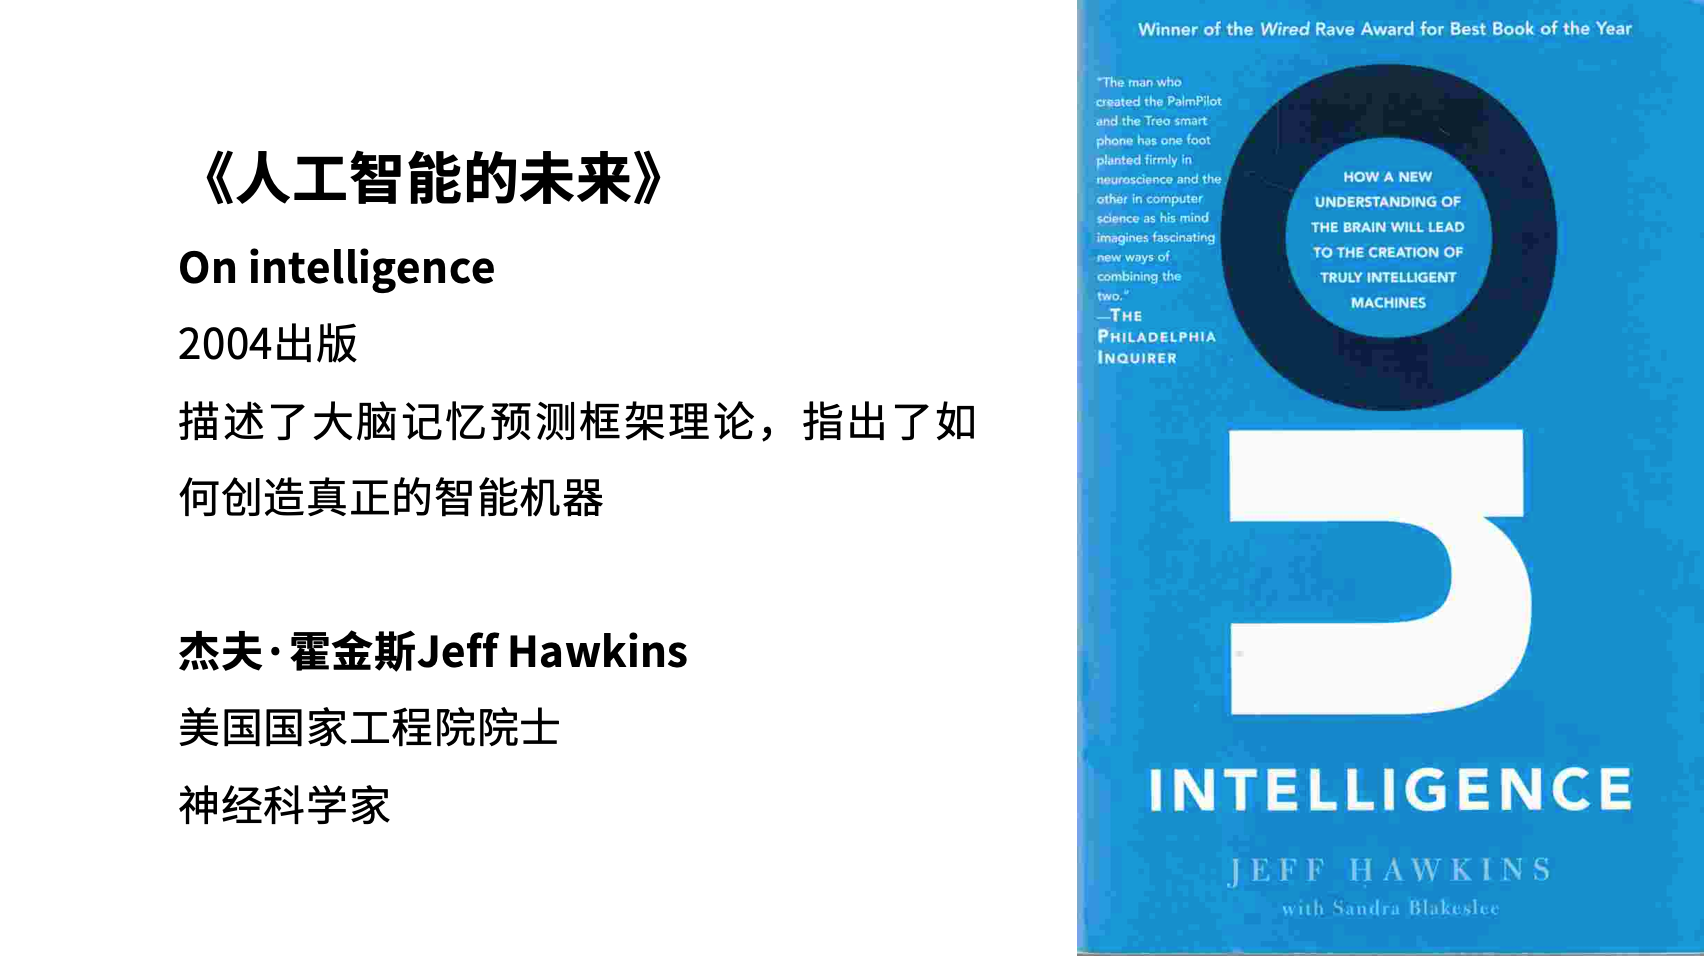 《人工智能的未来》
On intelligence
2004出版
描述了大脑记忆预测框架理论，指出了如
何创造真正的智能机器
杰夫·霍金斯Jeff Hawkins
美国国家工程院院士
神经科学家
Winner of the Wired Rave Award for Best Book of the Year
"The man who
created the PalmPilot
and the Treo smart
phone has one foot
planted firmly in
neuroscience and the
other in computer
science as his mind
imagines fascinating
new ways of
combining the
two."
—THE
PHILADELPHIA
INQUIRER
HOW A NEW
UNDERSTANDING OF
THE BRAIN WILL LEAD
TO THE CREATION OF
TRULY INTELLIGENT
MACHINES
On
INTELLIGENCE
JEFF HAWKINS
with Sandra Blakeslee